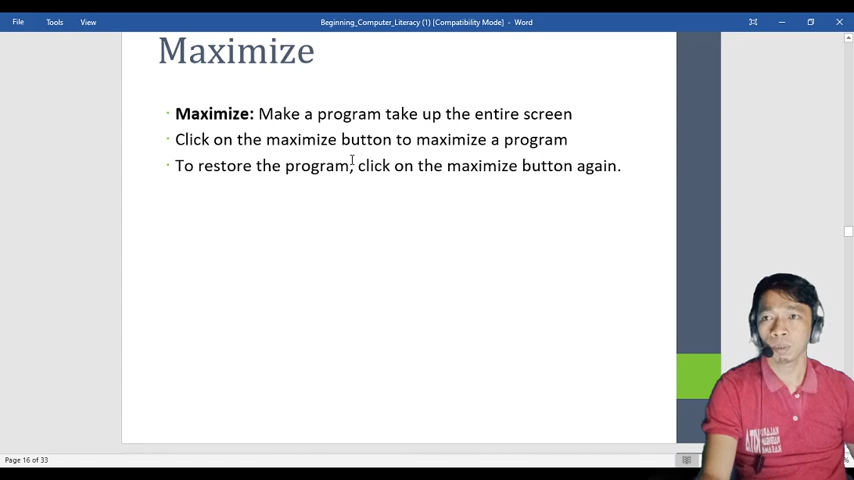 File Tools View Beginning_Computer_Literacy (1) [Compatibility Mode] - Word
Maximize
Maximize: Make a program take up the entire screen
Click on the maximize button to maximize a program
To restore the program, click on the maximize button again.
Page 16 of 33